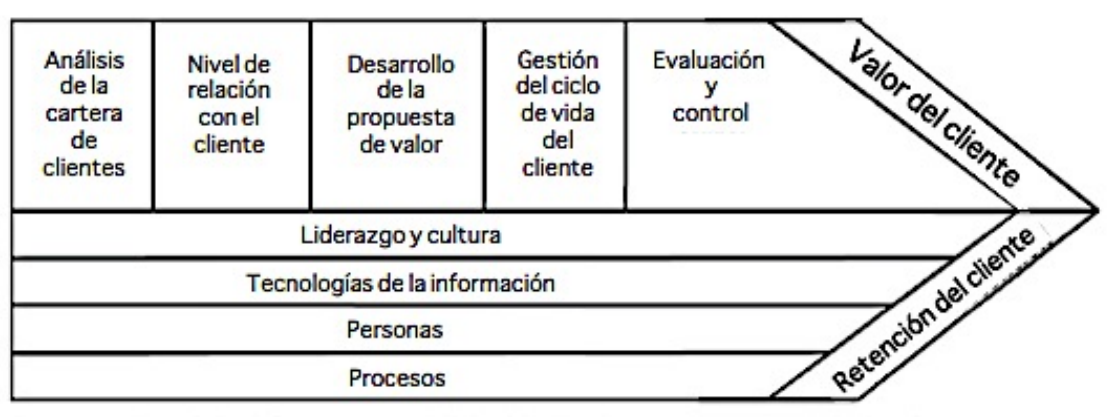 Análisis
de la
cartera
de
clientes
Nivel de
relación
con el
cliente
Desarrollo
de la
propuesta
de valor
Gestión
del ciclo
de vida
del
cliente
Evaluación
y
control
Valor del cliente
Liderazgo y cultura
Tecnologías de la información
Personas
Procesos
Retención del cliente